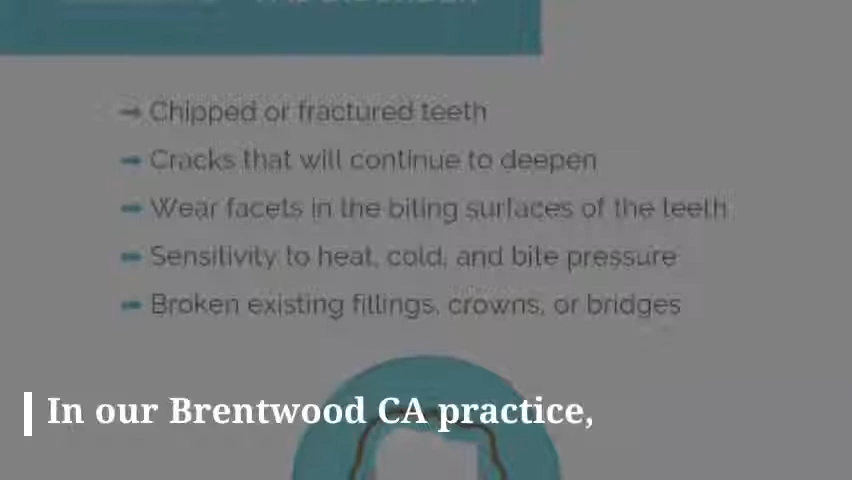 → Chipped or fractured teeth
→ Cracks that will continue to deepen
→ Wear facets in the biting surfaces of the teeth
→ Sensitivity to heat, cold, and bite pressure
→ Broken existing fillings, crowns, or bridges
In our Brentwood CA practice,